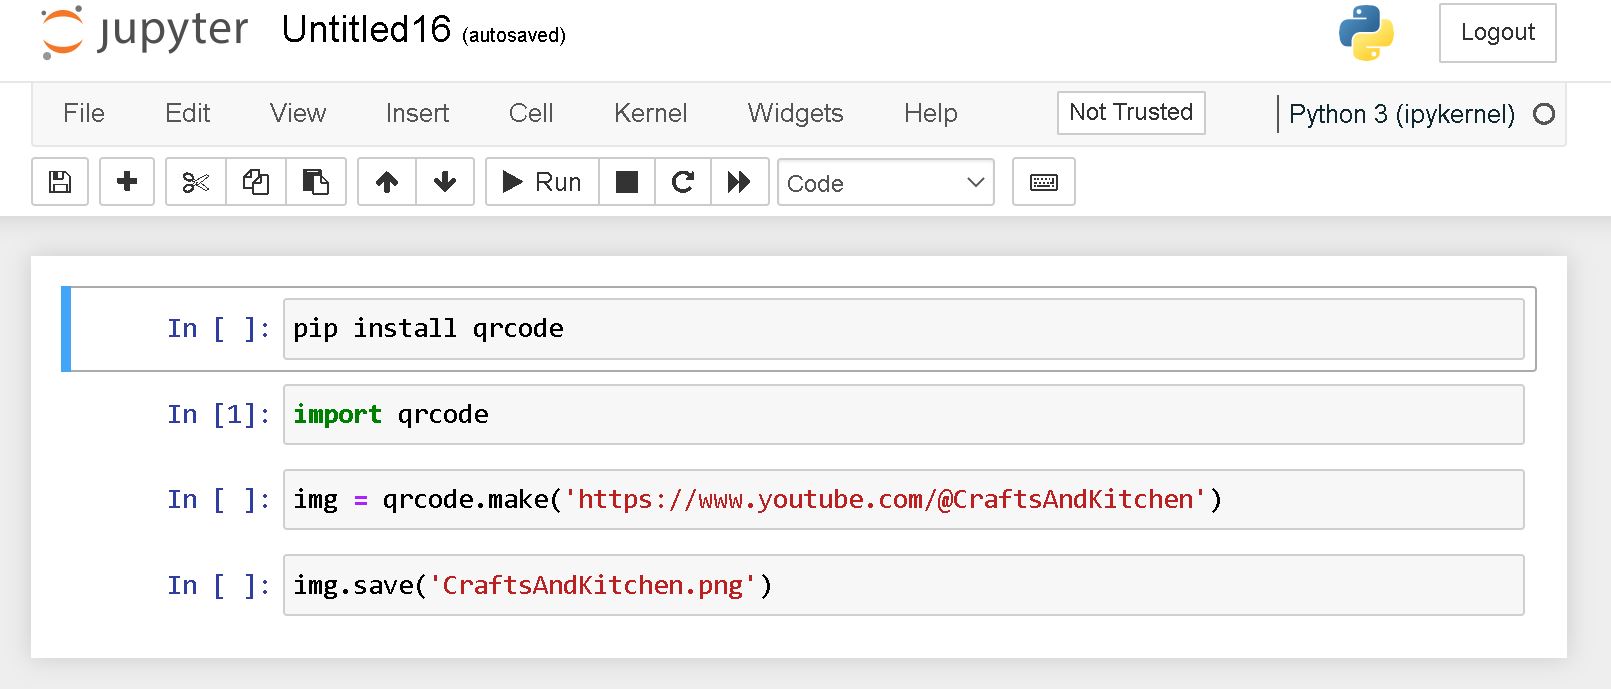 jupyter Untitled16 (autosaved) Logout
File Edit View Insert Cell Kernel Widgets Help Not Trusted Python 3 (ipykernel)
Run Code
In [ ]: pip install qrcode
In [1]: import qrcode
In [ ]: img = qrcode.make('https://www.youtube.com/@CraftsAndKitchen')
In [ ]: img.save('CraftsAndKitchen.png')